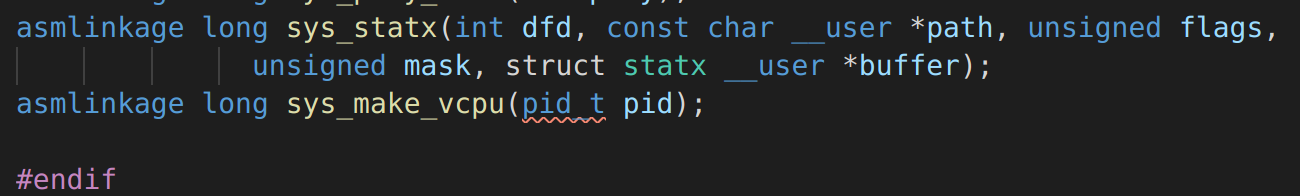 asmlinkage long sys_statx(int dfd, const char __user *path, unsigned flags,
unsigned mask, struct statx __user *buffer);
asmlinkage long sys_make_vcpu(pid_t pid);
#endif